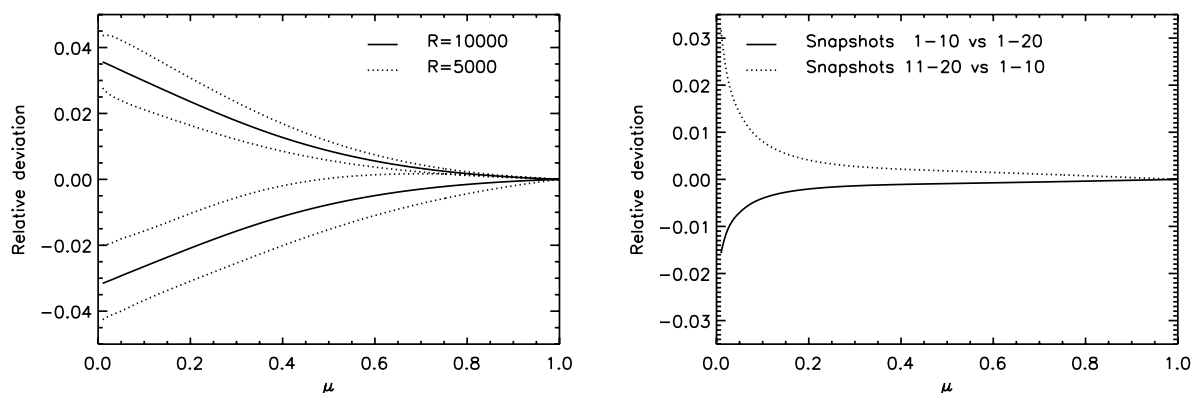 R=10000
R=5000
0.04
0.02
0.00
−0.02
−0.04
Relative deviation
0.0 0.2 0.4 0.6 0.8 1.0
μ
Snapshots 1−10 vs 1−20
Snapshots 11−20 vs 1−10
0.03
0.02
0.01
0.00
−0.01
−0.02
−0.03
Relative deviation
0.0 0.2 0.4 0.6 0.8 1.0
μ